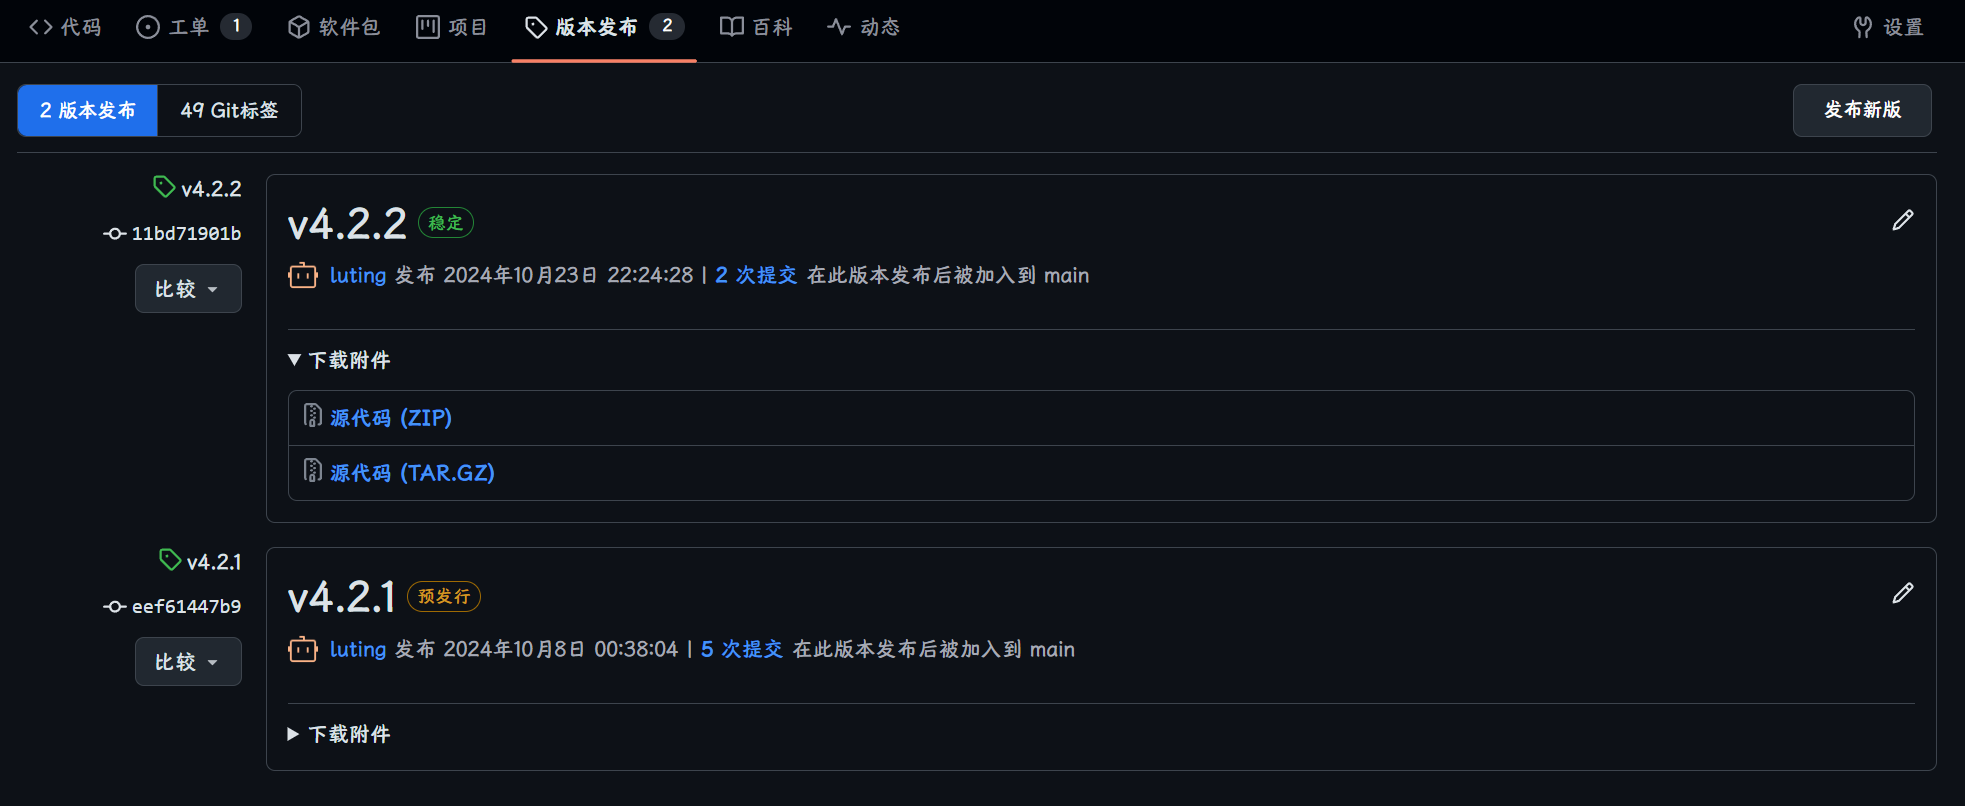 代码 工单 1 软件包 项目 版本发布 2 百科 动态 设置
2 版本发布 49 Git标签 发布新版
v4.2.2
11bd71901b
比较
v4.2.2 稳定
luting 发布 2024年10月23日 22:24:28 | 2 次提交 在此版本发布后被加入到 main
下载附件
源代码 (ZIP)
源代码 (TAR.GZ)
v4.2.1
eef61447b9
比较
v4.2.1 预发行
luting 发布 2024年10月8日 00:38:04 | 5 次提交 在此版本发布后被加入到 main
下载附件